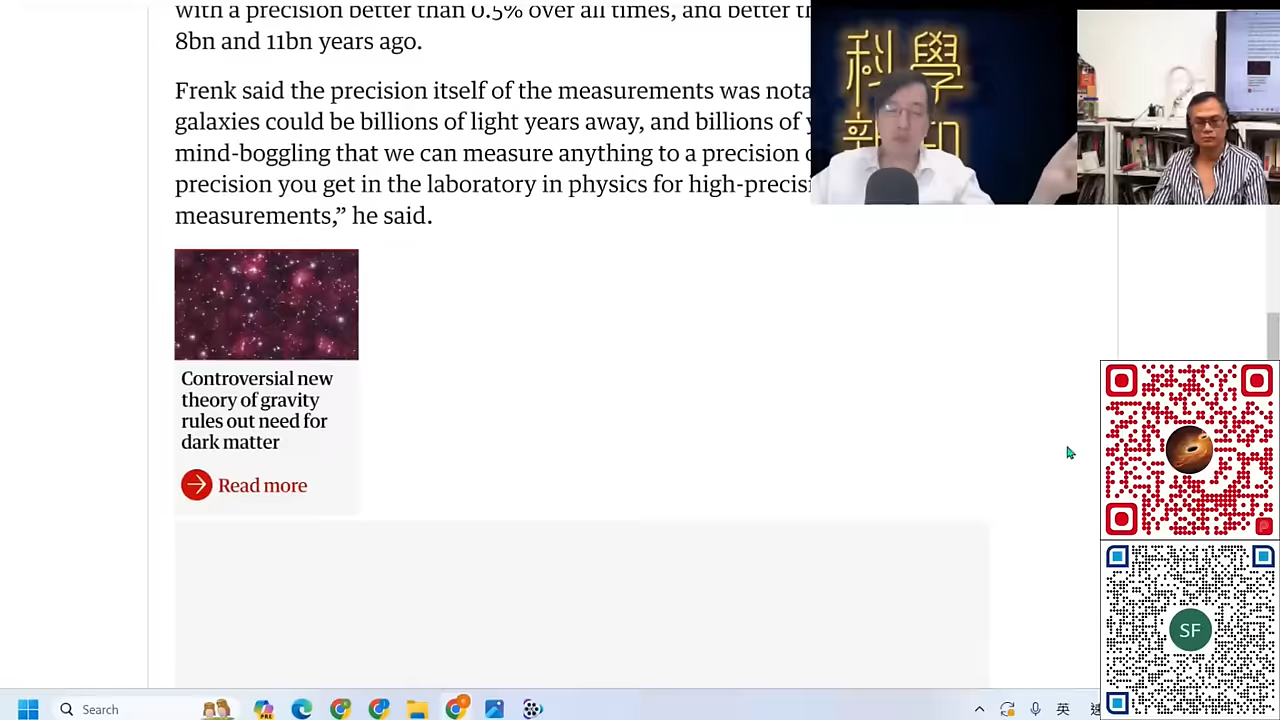 with a precision better than 0.5% over all times, and better
8bn and 11bn years ago.
Frenk said the precision itself of the measurements was
galaxies could be billions of light years away, and billions of
mind-boggling that we can measure anything to a precision
precision you get in the laboratory in physics for
measurements,” he said.
科學
新知
Controversial new
theory of gravity
rules out need for
dark matter
Read more
SF
Search
英